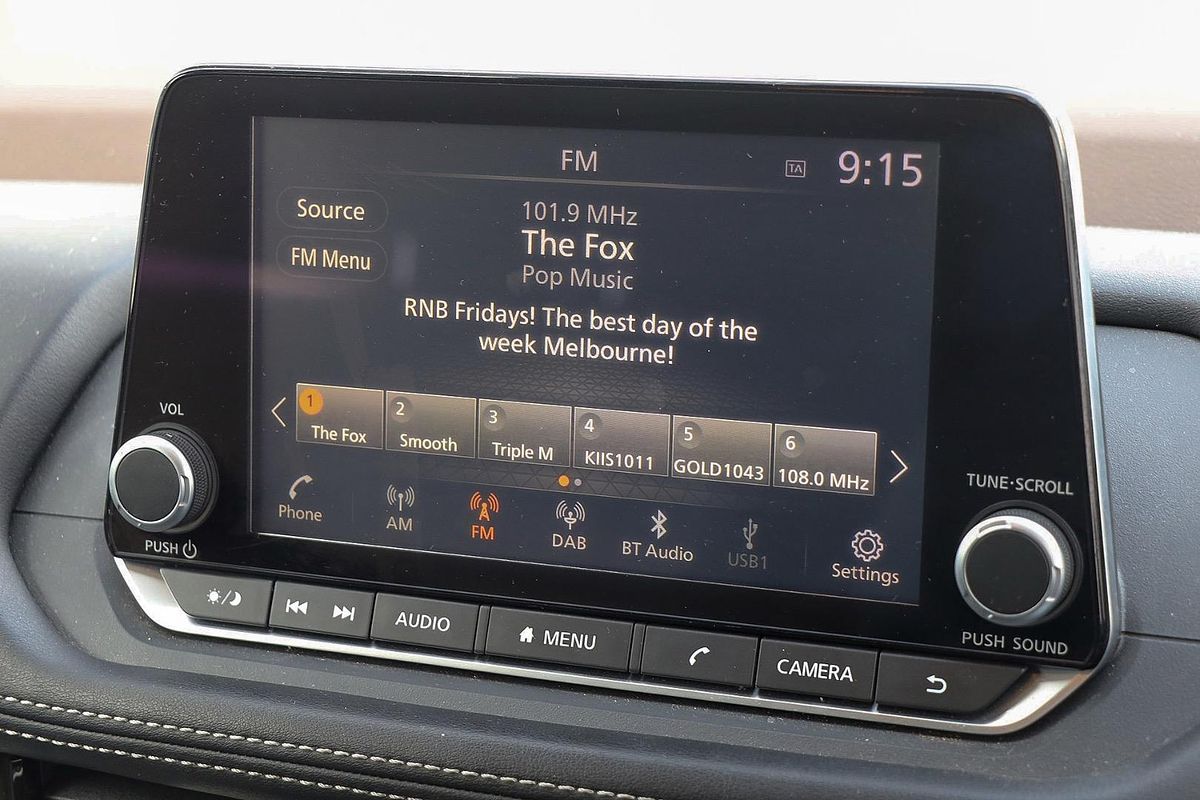 FM
TA
9:15
Source
101.9 MHz
The Fox
FM Menu
Pop Music
RNB Fridays! The best day of the
week Melbourne!
1
The Fox
2
Smooth
3
Triple M
4
KIIS1011
5
GOLD1043
6
108.0 MHz
VOL
PUSH
TUNE·SCROLL
PUSH SOUND
Phone
AM
FM
DAB
BT Audio
USB1
Settings
AUDIO
MENU
CAMERA